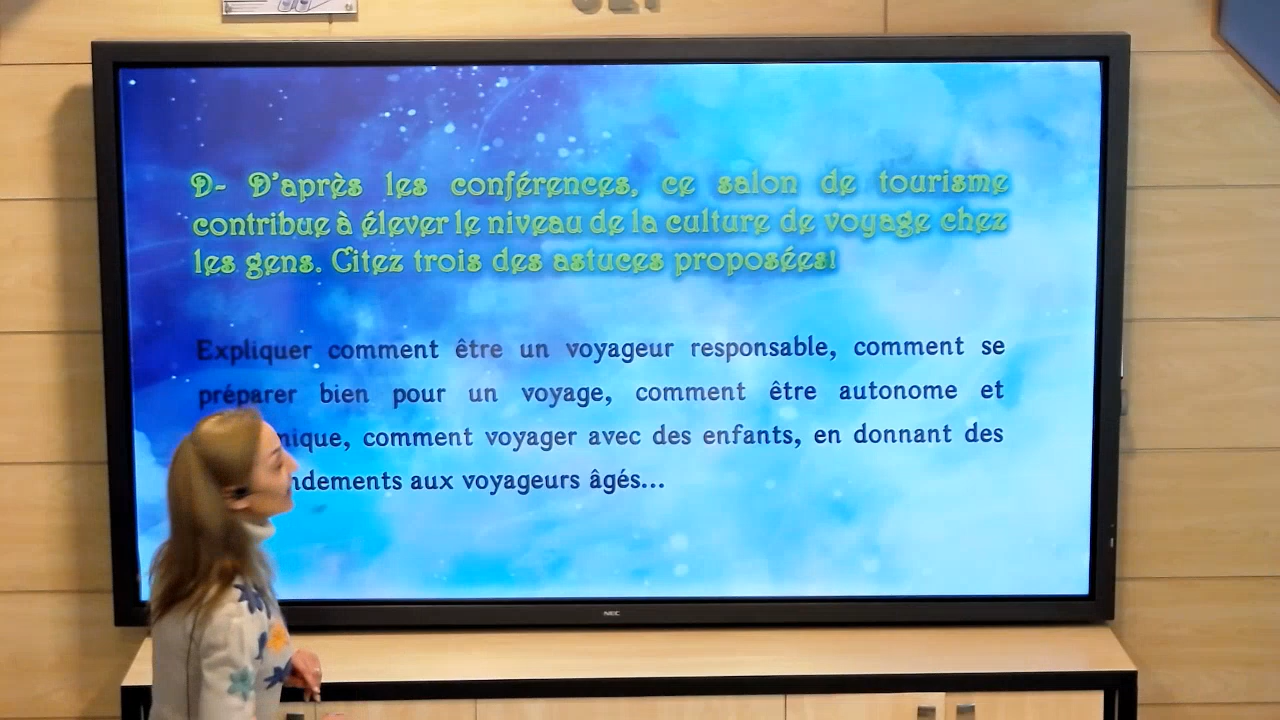 D- D'après les conférences, ce salon de tourisme
contribue à élever le niveau de la culture de voyage chez
les gens. Citez trois des astuces proposées!
Expliquer comment être un voyageur responsable, comment se
préparer bien pour un voyage, comment être autonome et
comment voyager avec des enfants, en donnant des
aux voyageurs âgés...
NEC